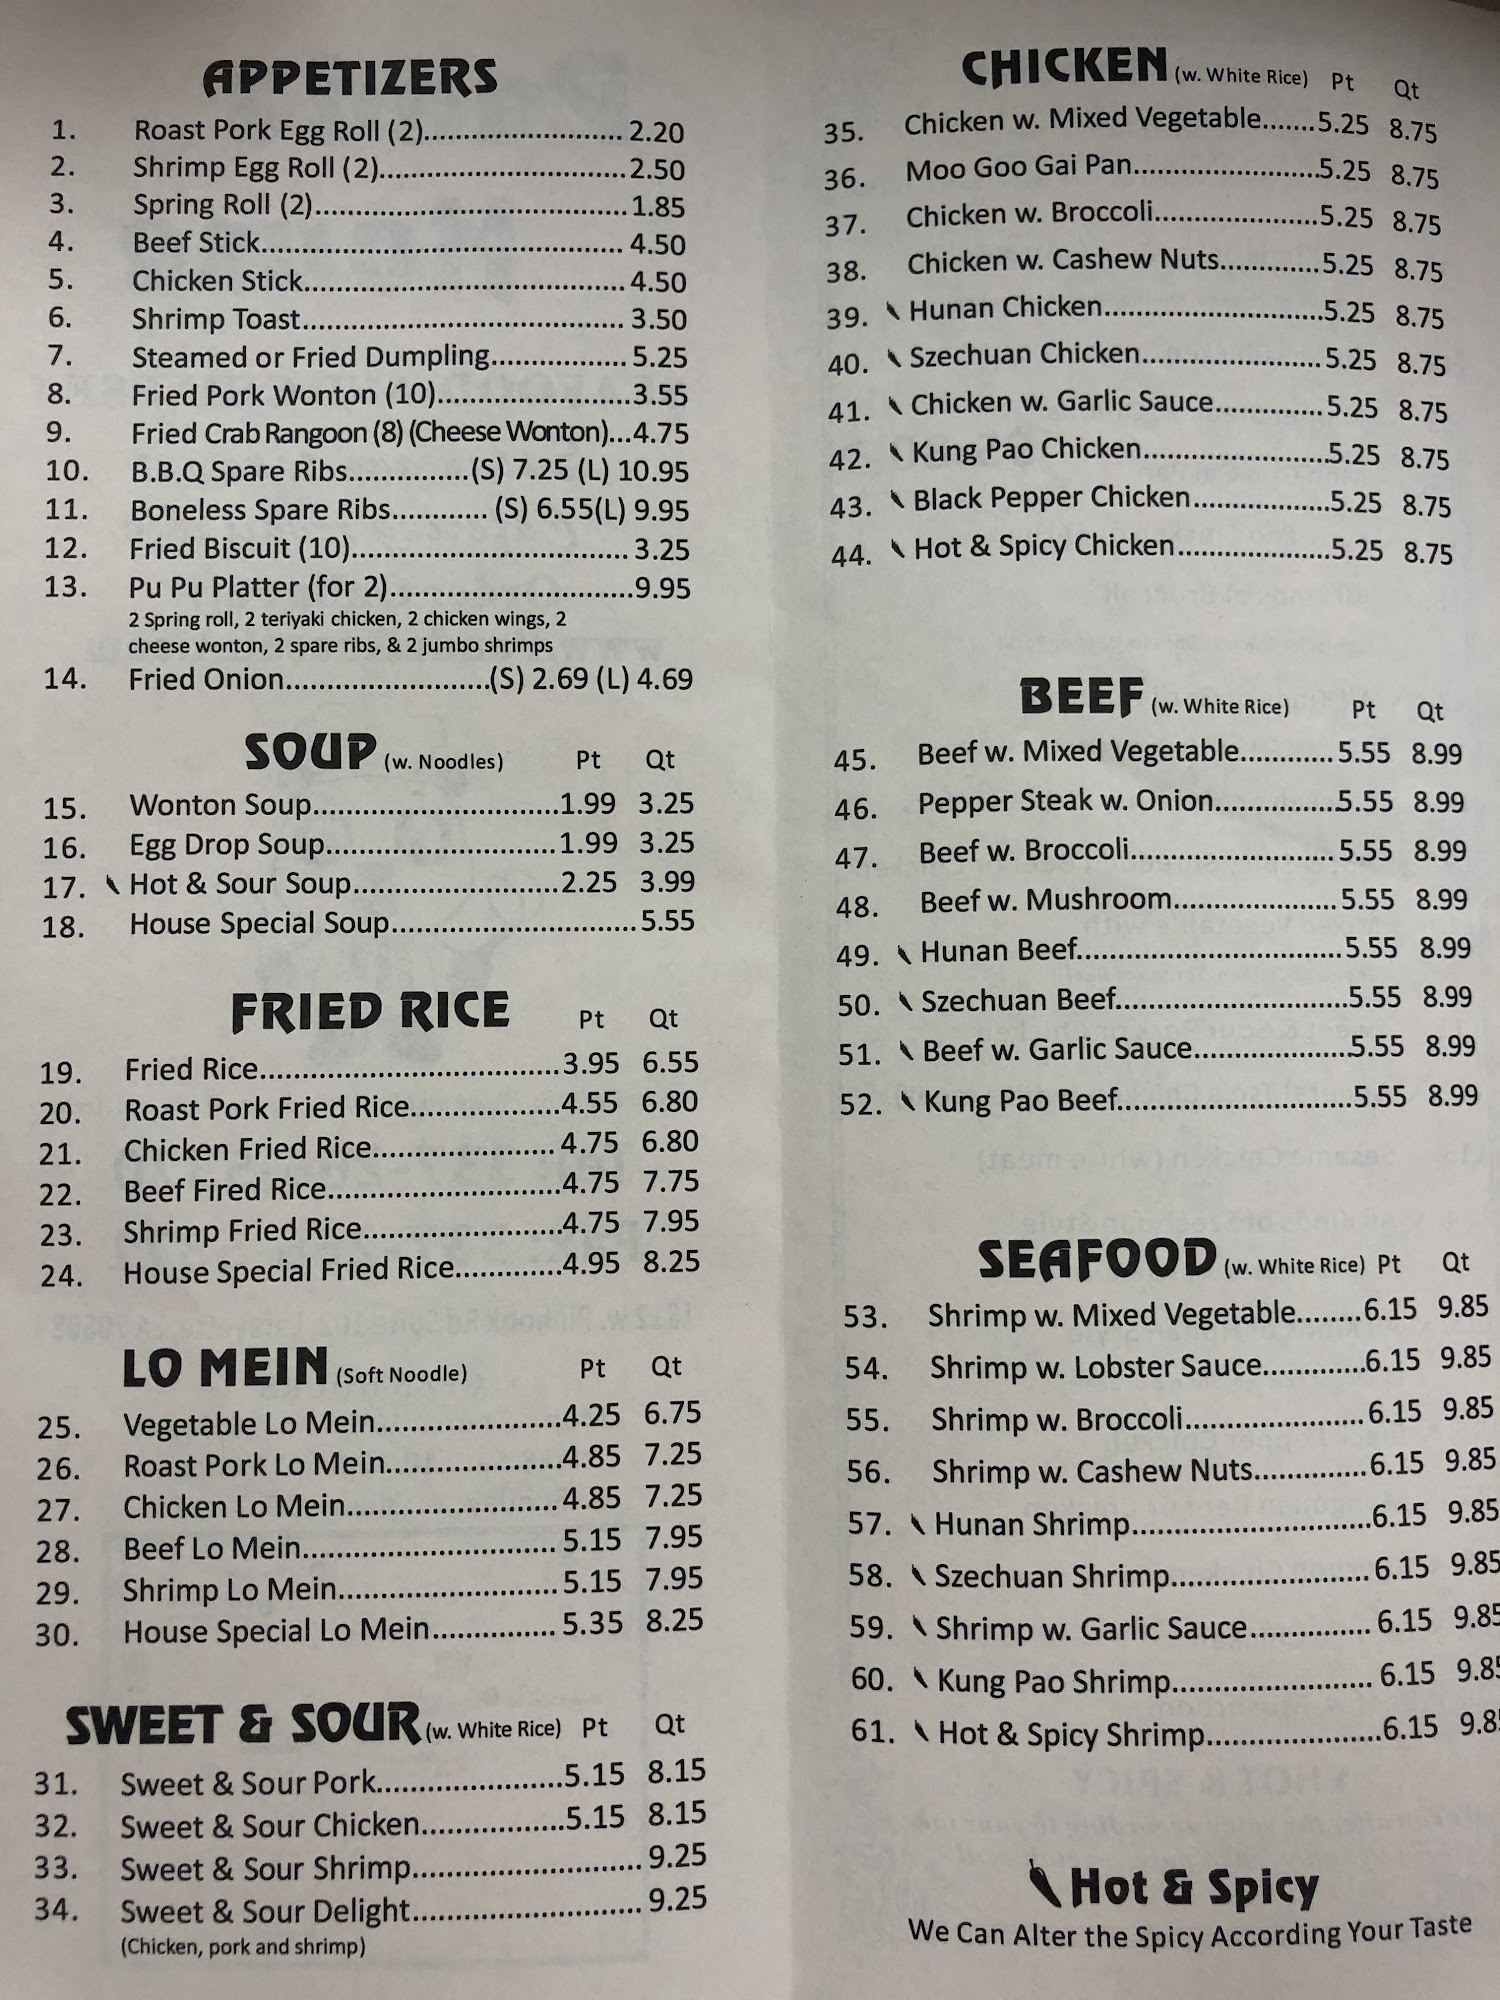 APPETIZERS
1. Roast Pork Egg Roll (2)........................ 2.20
2. Shrimp Egg Roll (2)..............................2.50
3. Spring Roll (2)......................................1.85
4. Beef Stick............................................ 4.50
5. Chicken Stick....................................... 4.50
6. Shrimp Toast....................................... 3.50
7. Steamed or Fried Dumpling................ 5.25
8. Fried Pork Wonton (10).......................3.55
9. Fried Crab Rangoon (8) (Cheese Wonton)...4.75
10. B.B.Q Spare Ribs...............(S) 7.25 (L) 10.95
11. Boneless Spare Ribs............ (S) 6.55(L) 9.95
12. Fried Biscuit (10).................................. 3.25
13. Pu Pu Platter (for 2).............................9.95
2 Spring roll, 2 teriyaki chicken, 2 chicken wings, 2
cheese wonton, 2 spare ribs, & 2 jumbo shrimps
14. Fried Onion.........................(S) 2.69 (L) 4.69
SOUP (w. Noodles) Pt Qt
15. Wonton Soup..............................1.99 3.25
16. Egg Drop Soup............................1.99 3.25
17. Hot & Sour Soup.........................2.25 3.99
18. House Special Soup..............................5.55
FRIED RICE Pt Qt
19. Fried Rice.....................................3.95 6.55
20. Roast Pork Fried Rice..................4.55 6.80
21. Chicken Fried Rice...................... 4.75 6.80
22. Beef Fired Rice............................4.75 7.75
23. Shrimp Fried Rice........................4.75 7.95
24. House Special Fried Rice.............4.95 8.25
LO MEIN (Soft Noodle) Pt Qt
25. Vegetable Lo Mein......................4.25 6.75
26. Roast Pork Lo Mein.....................4.85 7.25
27. Chicken Lo Mein......................... 4.85 7.25
28. Beef Lo Mein............................... 5.15 7.95
29. Shrimp Lo Mein.......................... 5.15 7.95
30. House Special Lo Mein............... 5.35 8.25
SWEET & SOUR (w. White Rice) Pt Qt
31. Sweet & Sour Pork......................5.15 8.15
32. Sweet & Sour Chicken.................5.15 8.15
33. Sweet & Sour Shrimp............................ 9.25
34. Sweet & Sour Delight............................ 9.25
(Chicken, pork and shrimp)
CHICKEN (w. White Rice) Pt Qt
35. Chicken w. Mixed Vegetable.......5.25 8.75
36. Moo Goo Gai Pan.......................5.25 8.75
37. Chicken w. Broccoli....................5.25 8.75
38. Chicken w. Cashew Nuts............5.25 8.75
39. Hunan Chicken...........................5.25 8.75
40. Szechuan Chicken...................... 5.25 8.75
41. Chicken w. Garlic Sauce............. 5.25 8.75
42. Kung Pao Chicken.......................5.25 8.75
43. Black Pepper Chicken.................5.25 8.75
44. Hot & Spicy Chicken...................5.25 8.75
BEEF (w. White Rice) Pt Qt
45. Beef w. Mixed Vegetable............ 5.55 8.99
46. Pepper Steak w. Onion...............5.55 8.99
47. Beef w. Broccoli......................... 5.55 8.99
48. Beef w. Mushroom.................... 5.55 8.99
49. Hunan Beef.................................5.55 8.99
50. Szechuan Beef.............................5.55 8.99
51. Beef w. Garlic Sauce...................5.55 8.99
52. Kung Pao Beef.............................5.55 8.99
SEAFOOD (w. White Rice) Pt Qt
53. Shrimp w. Mixed Vegetable........6.15 9.85
54. Shrimp w. Lobster Sauce.............6.15 9.85
55. Shrimp w. Broccoli...................... 6.15 9.85
56. Shrimp w. Cashew Nuts..............6.15 9.85
57. Hunan Shrimp.............................6.15 9.85
58. Szechuan Shrimp........................ 6.15 9.85
59. Shrimp w. Garlic Sauce............... 6.15 9.85
60. Kung Pao Shrimp......................... 6.15 9.85
61. Hot & Spicy Shrimp.....................6.15 9.8
Hot & Spicy
We Can Alter the Spicy According Your Taste